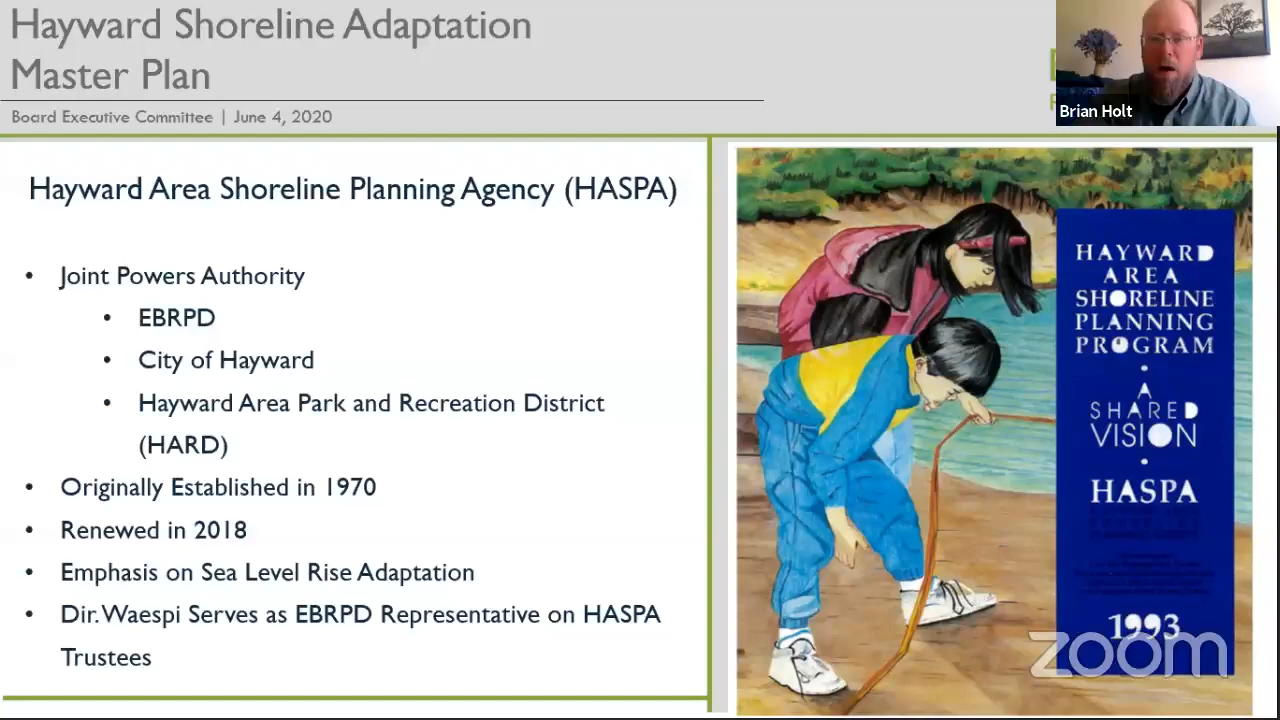 Hayward Shoreline Adaptation
Master Plan
Board Executive Committee | June 4, 2020
Brian Holt
Hayward Area Shoreline Planning Agency (HASPA)
• Joint Powers Authority
• EBRPD
• City of Hayward
• Hayward Area Park and Recreation District
(HARD)
• Originally Established in 1970
• Renewed in 2018
• Emphasis on Sea Level Rise Adaptation
• Dir. Waespi Serves as EBRPD Representative on HASPA
Trustees
HAYWARD
AREA
SHORELINE
PLANNING
PROGRAM
•
A
SHARED
VISION
•
HASPA
1993
zoom